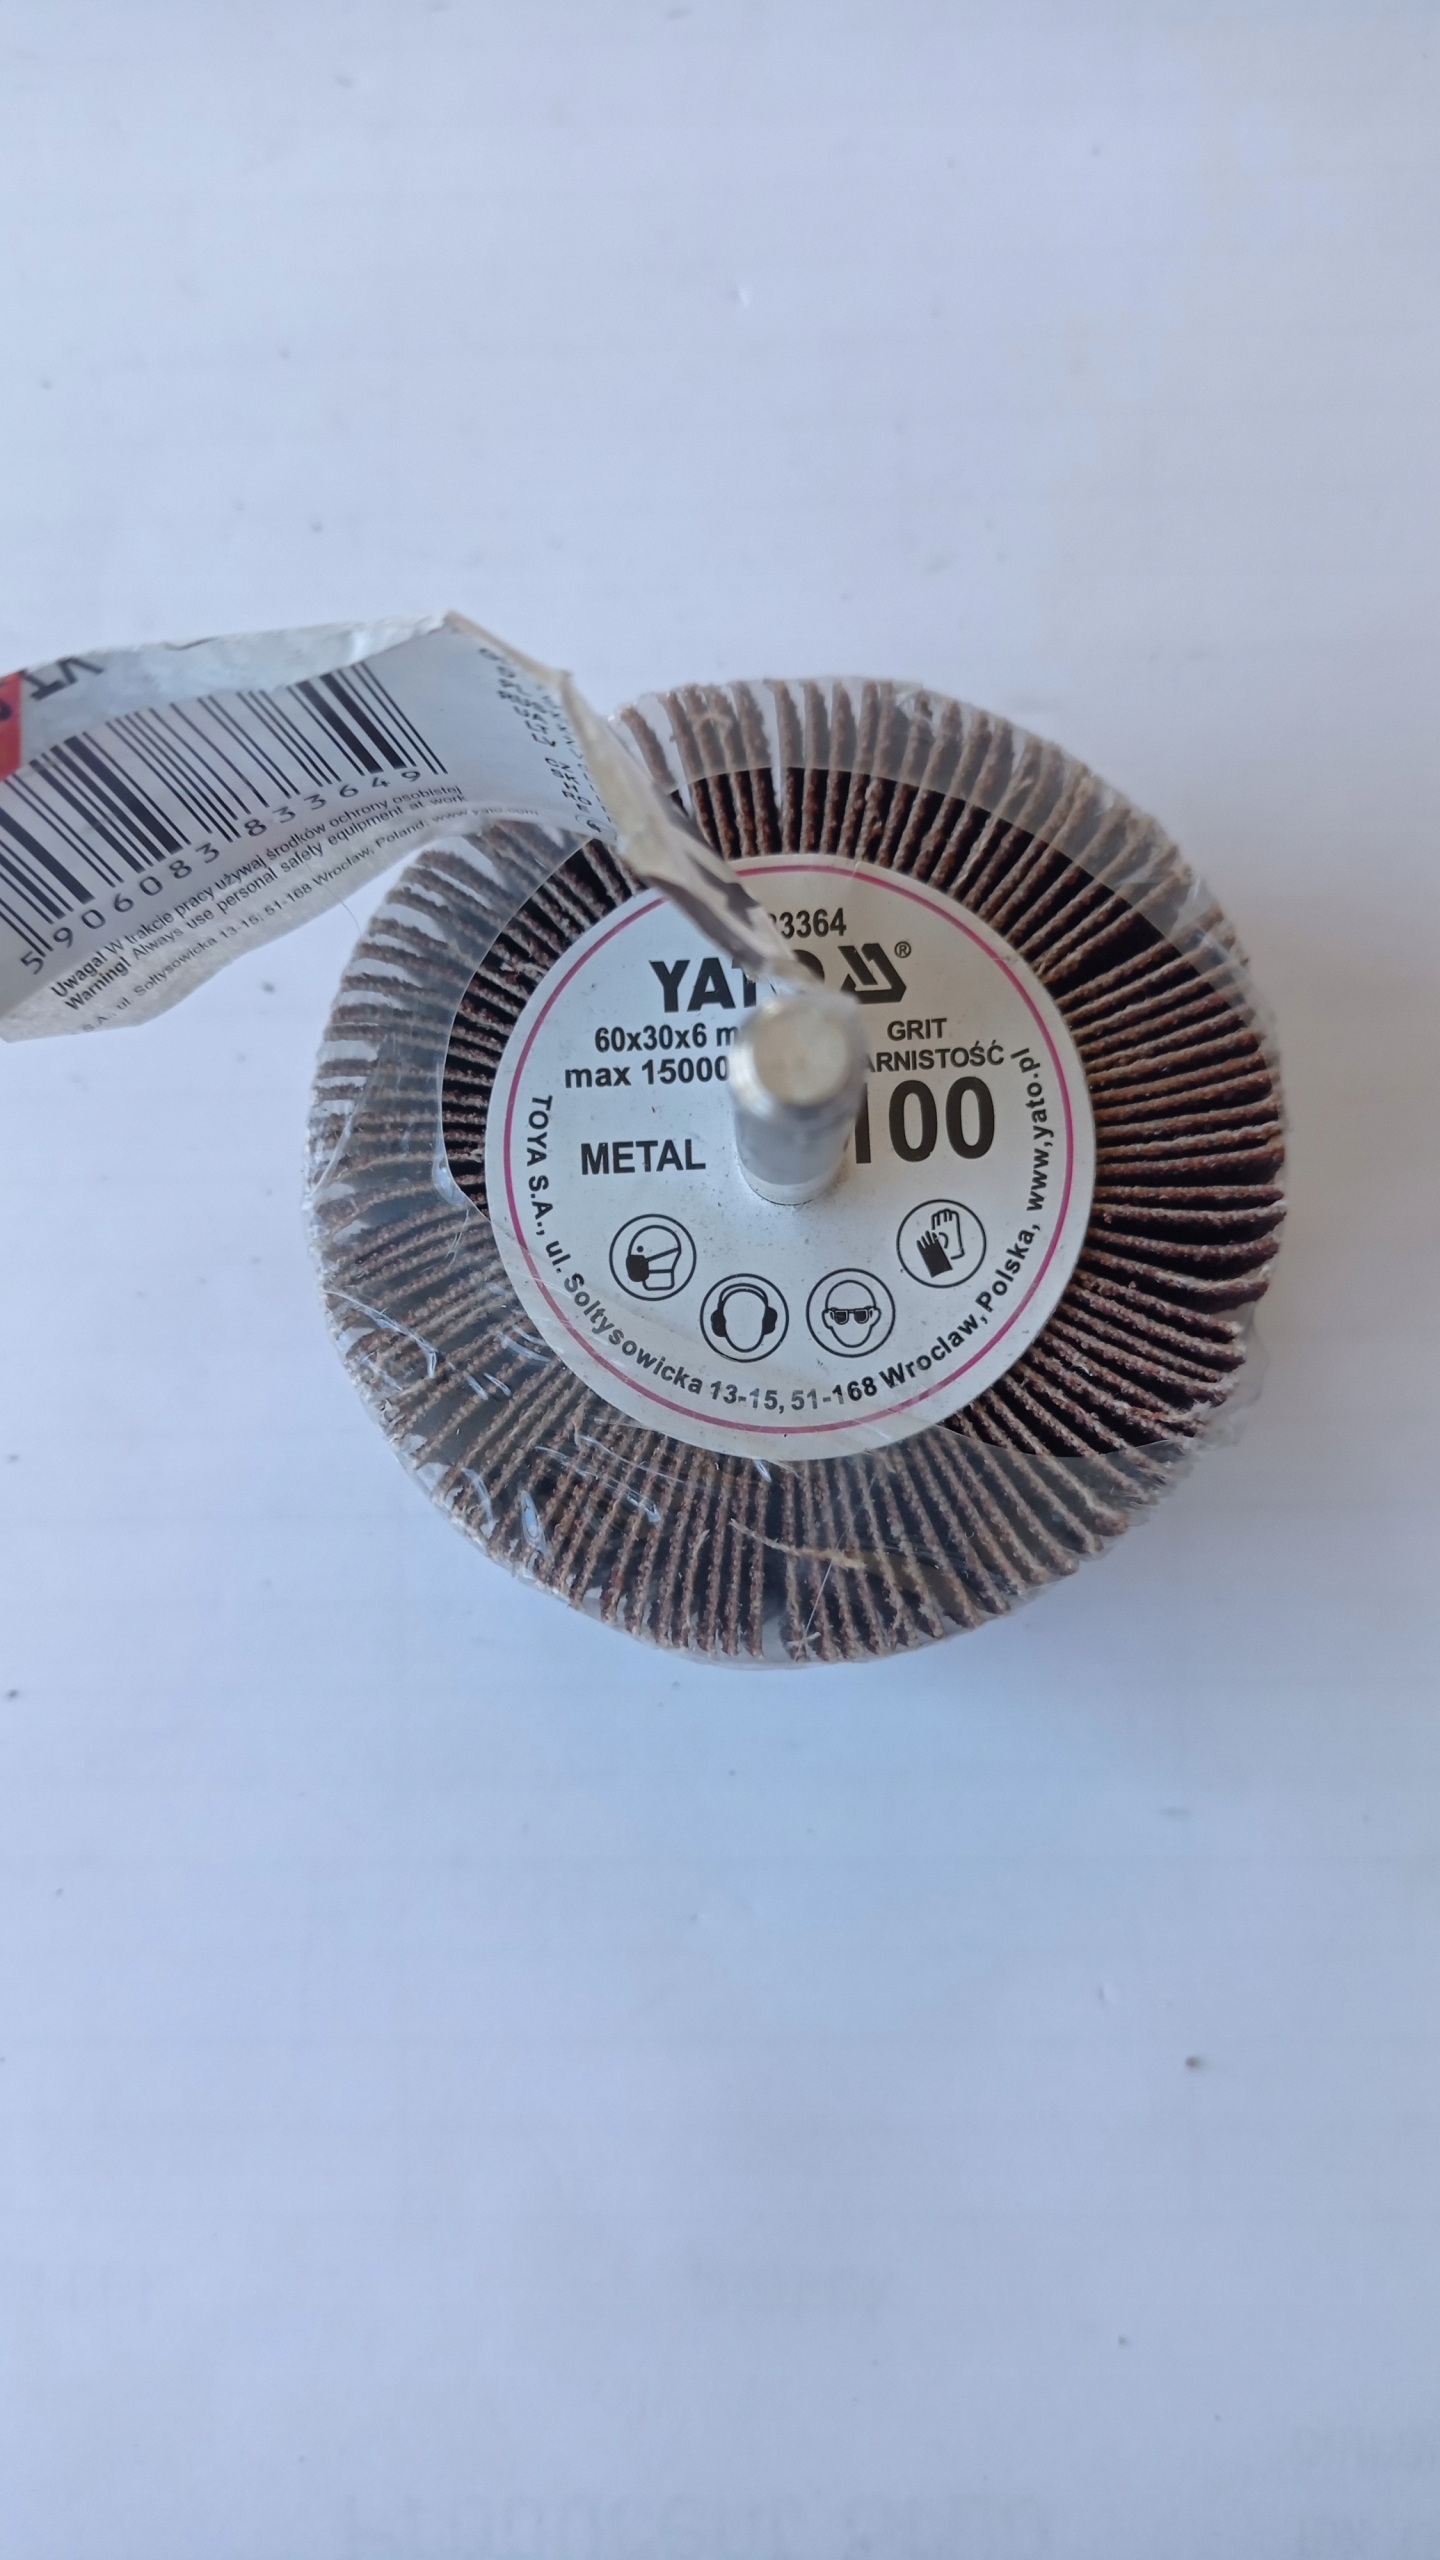 5906083833649
Uwaga! W trakcie pracy używaj środków ochrony osobistej
Warning! Always use personal safety equipment at work
S.A., ul. Sołtysowicka 13-15; 51-168 Wrocław, Poland; www.yato.com
3364
YATO ®
60x30x6 m
max 15000
GRIT
ARNISTOŚĆ
100
METAL
TOYA S.A., ul. Sołtysowicka 13-15, 51-168 Wroclaw, Polska, www.yato.pl